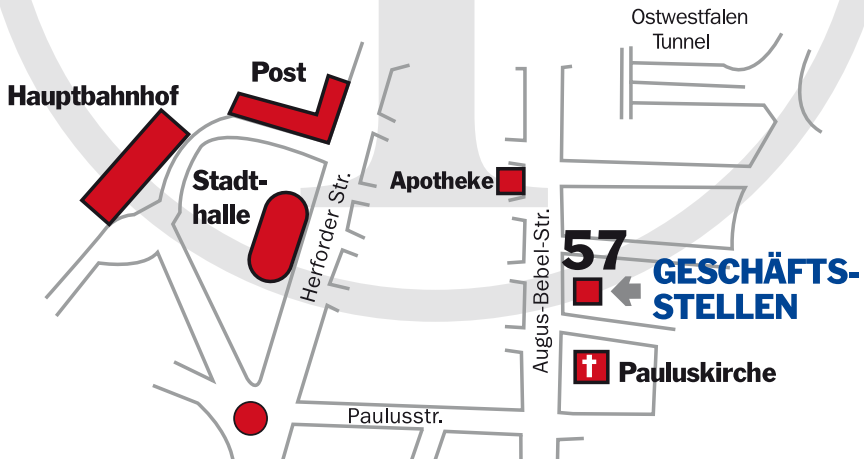 Ostwestfalen
Tunnel
Post
Hauptbahnhof
Stadt-
halle
Apotheke
Herforder Str.
Augus-Bebel-Str.
57
GESCHÄFTS-
STELLEN
Pauluskirche
Paulusstr.